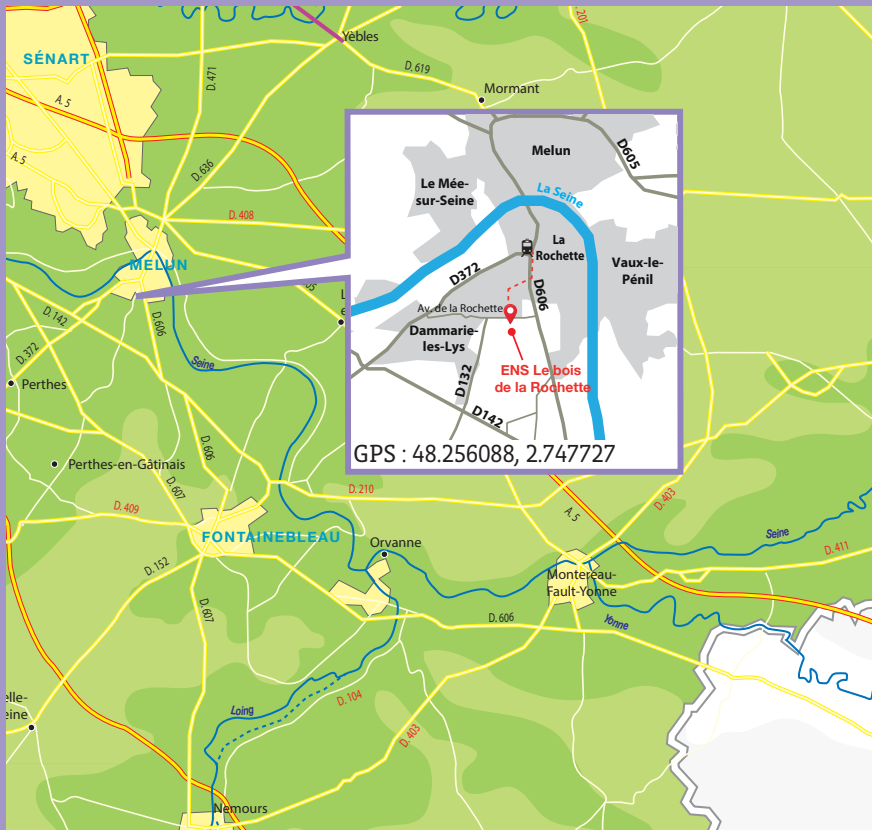 Yèbles
D. 201
SÉNART
D. 471
D. 619
Mormant
A. 5
A. 5
D. 636
D. 408
MELUN
D. 142
D. 606
D. 372
Seine
Perthes
Perthes-en-Gâtinais
D. 606
D. 607
D. 409
D. 210
FONTAINEBLEAU
D. 152
D. 607
Orvanne
A. 5
D. 403
Seine
D. 411
Montereau-
Fault-Yonne
D. 606
Yonne
Loing
D. 104
D. 403
elle-
eine
Nemours
Melun
D605
Le Mée-
sur-Seine
La Seine
La
Rochette
Vaux-le-
Pénil
D372
D606
Av. de la Rochette
Dammarie-
les-Lys
D132
ENS Le bois
de la Rochette
D142
GPS : 48.256088, 2.747727